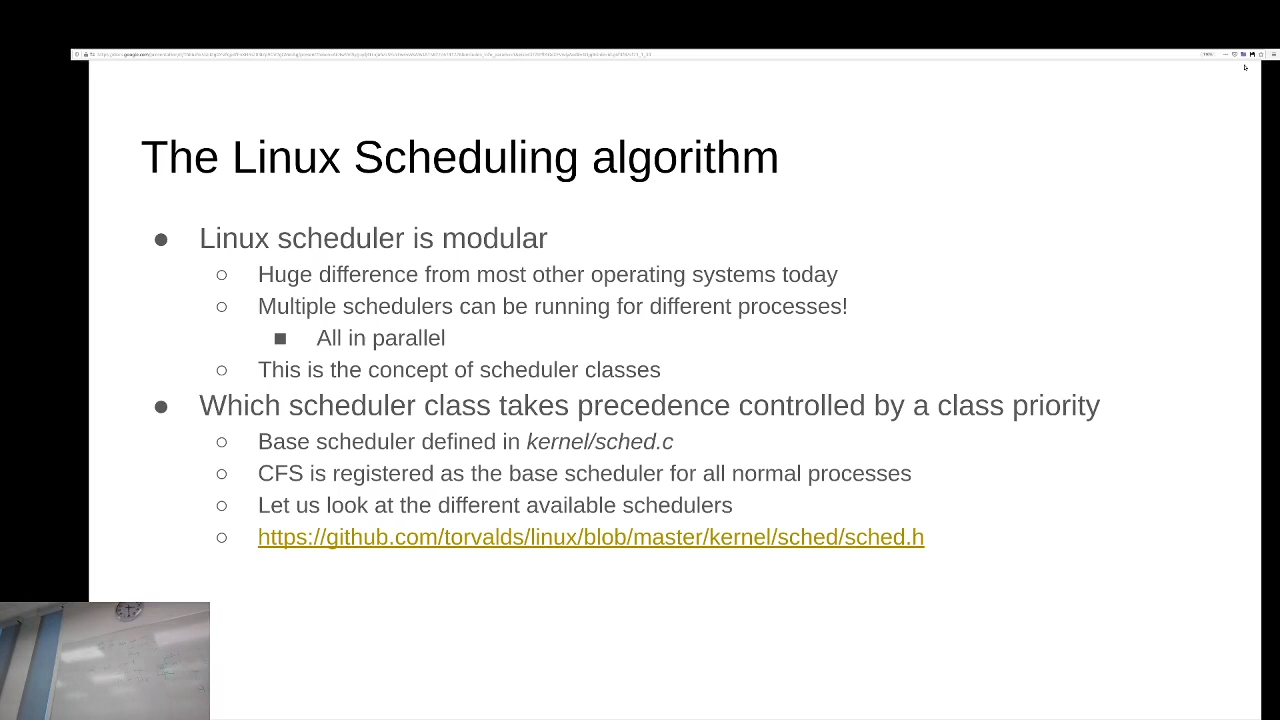 The Linux Scheduling algorithm
● Linux scheduler is modular
○ Huge difference from most other operating systems today
○ Multiple schedulers can be running for different processes!
■ All in parallel
○ This is the concept of scheduler classes
● Which scheduler class takes precedence controlled by a class priority
○ Base scheduler defined in kernel/sched.c
○ CFS is registered as the base scheduler for all normal processes
○ Let us look at the different available schedulers
○ https://github.com/torvalds/linux/blob/master/kernel/sched/sched.h